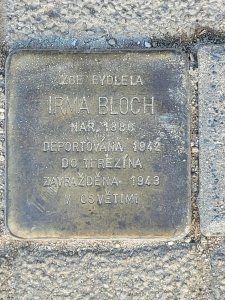 ZDE BYDLELA
IRMA BLOCH
NAR.
DEPORTOVÁNA 1942
DO TEREZÍNA
ZAVRAŽDĚNA 1943
V OSVĚTIMI